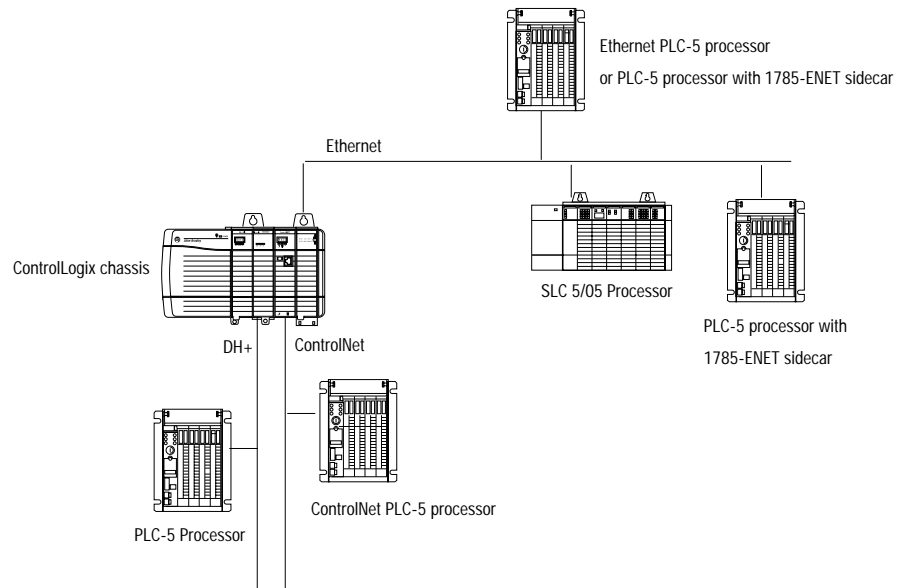 Ethernet PLC-5 processor
or PLC-5 processor with 1785-ENET sidecar
Ethernet
ControlLogix chassis
SLC 5/05 Processor
PLC-5 processor with
1785-ENET sidecar
DH+
ControlNet
ControlNet PLC-5 processor
PLC-5 Processor